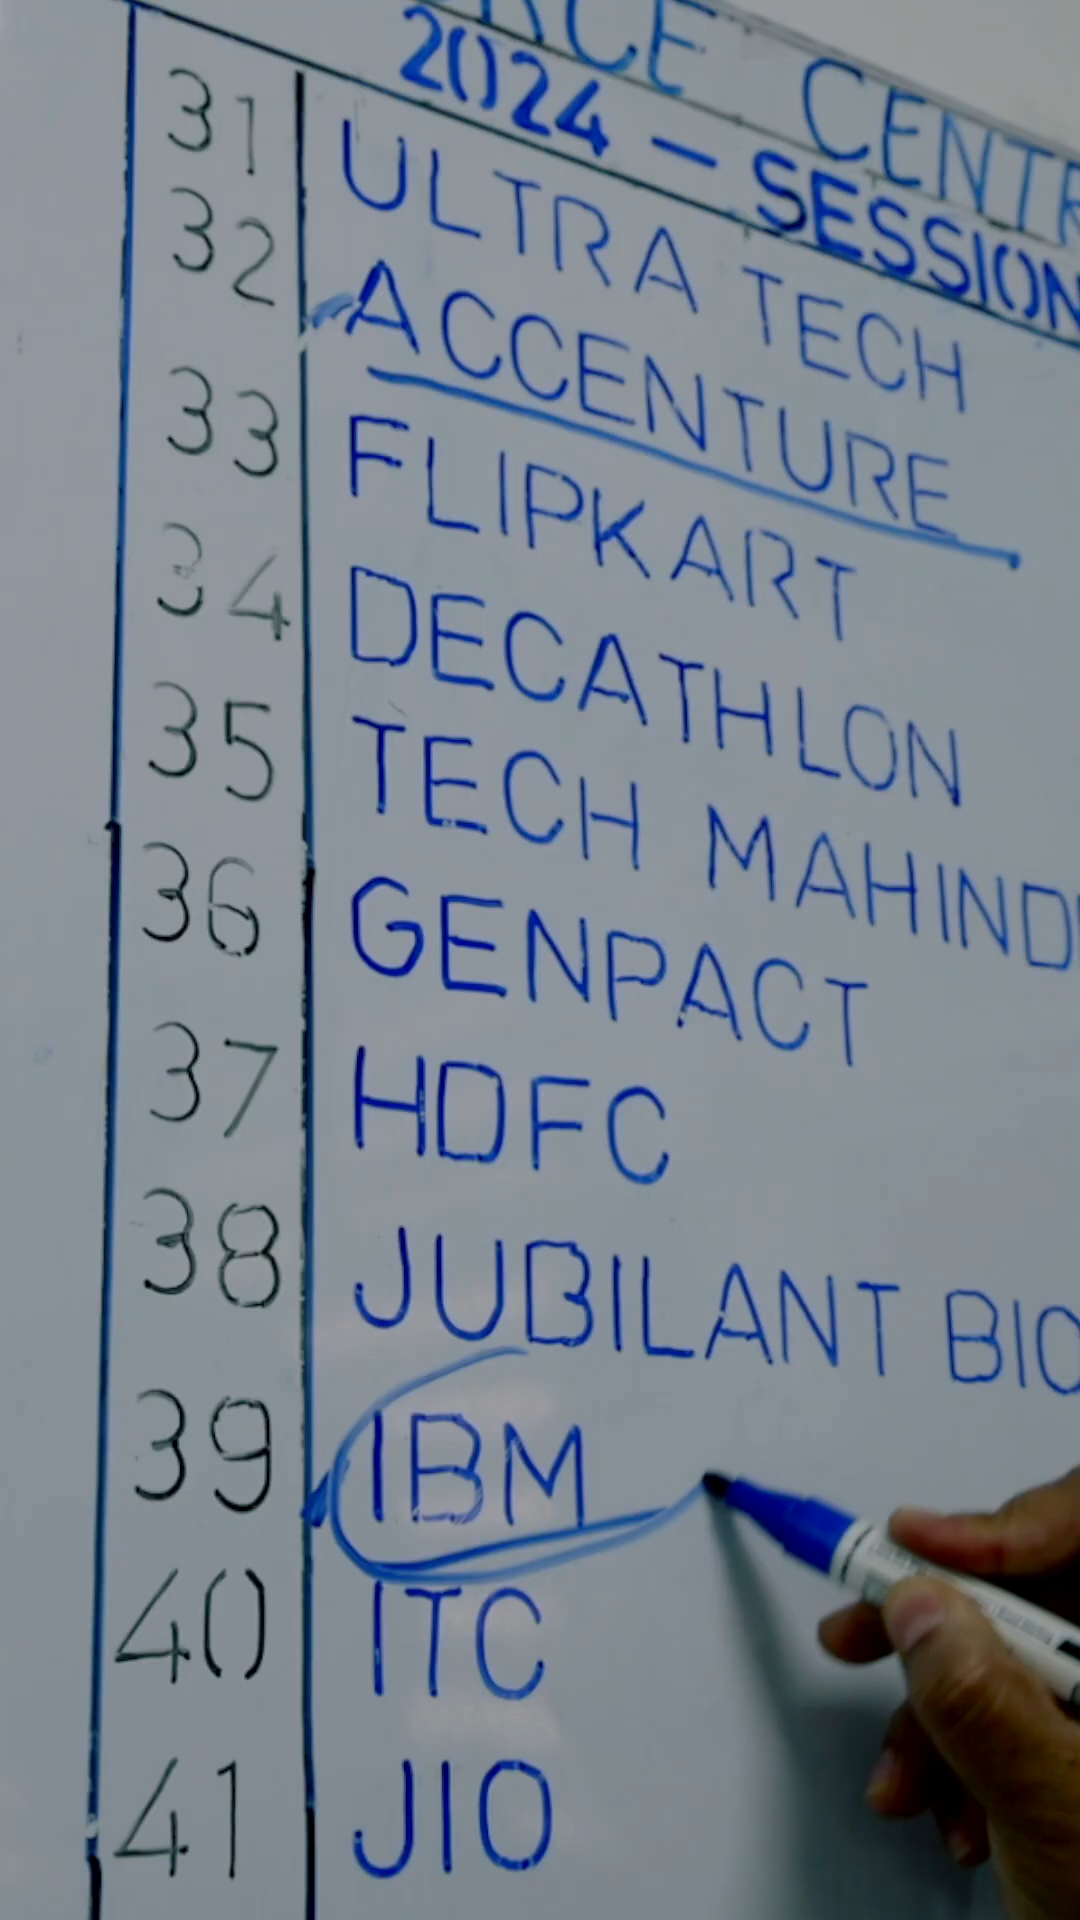 2024 - SESSION
31 ULTRA TECH
32 ACCENTURE
33 FLIPKART
34 DECATHLON
35 TECH MAHIND
36 GENPACT
37 HDFC
38 JUBILANT BIO
39 IBM
40 ITC
41 JIO